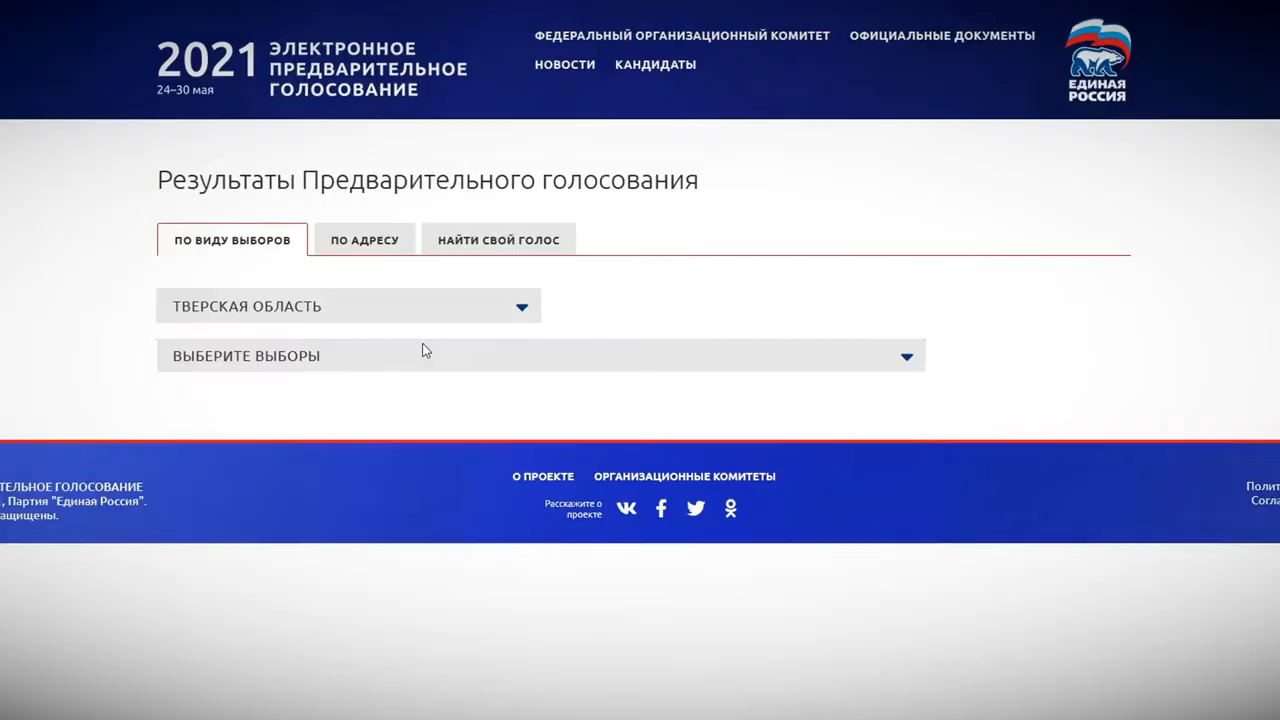 2021
24–30 мая
ЭЛЕКТРОННОЕ
ПРЕДВАРИТЕЛЬНОЕ
ГОЛОСОВАНИЕ
ФЕДЕРАЛЬНЫЙ ОРГАНИЗАЦИОННЫЙ КОМИТЕТ ОФИЦИАЛЬНЫЕ ДОКУМЕНТЫ
НОВОСТИ КАНДИДАТЫ
ЕДИНАЯ
РОССИЯ
Результаты Предварительного голосования
ПО ВИДУ ВЫБОРОВ ПО АДРЕСУ НАЙТИ СВОЙ ГОЛОС
ТВЕРСКАЯ ОБЛАСТЬ
ВЫБЕРИТЕ ВЫБОРЫ
ТЕЛЬНОЕ ГОЛОСОВАНИЕ
, Партия "Единая Россия".
ащищены.
О ПРОЕКТЕ ОРГАНИЗАЦИОННЫЕ КОМИТЕТЫ
Расскажите о
проекте
Полит
Согла